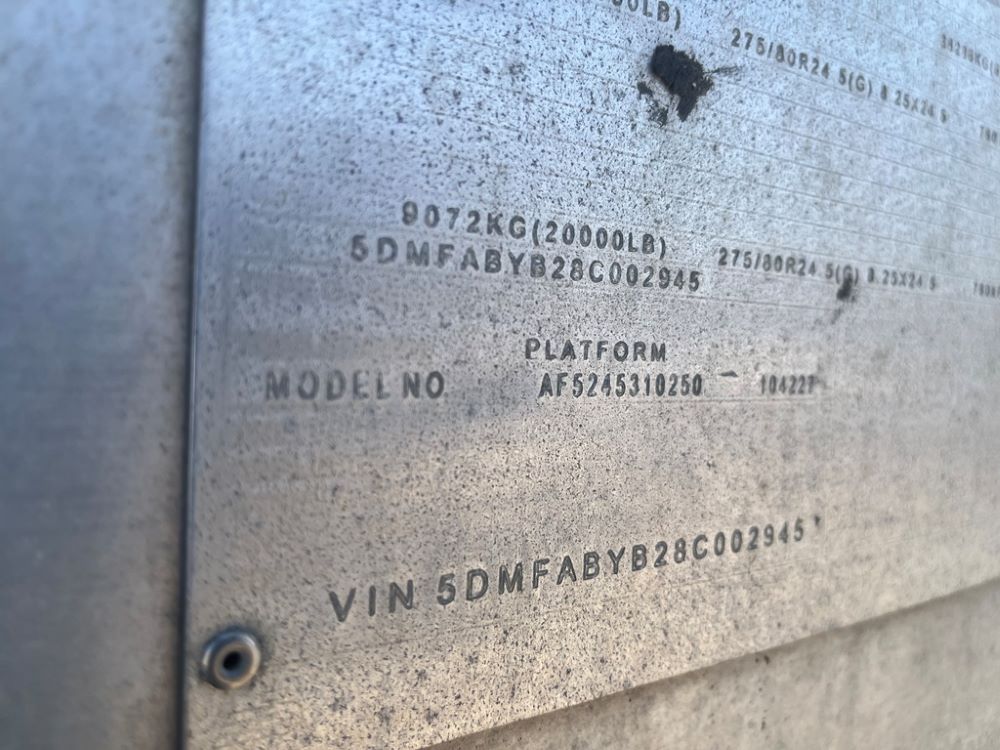 0LB)
275/80R24 5(G) 8 25X24 5
9072KG(20000LB)
275/80R24 5(G) 8 25X24 5
5DMFABYB28C002945
PLATFORM
MODEL NO AF5245310250 - 104227
VIN 5DMFABYB28C002945